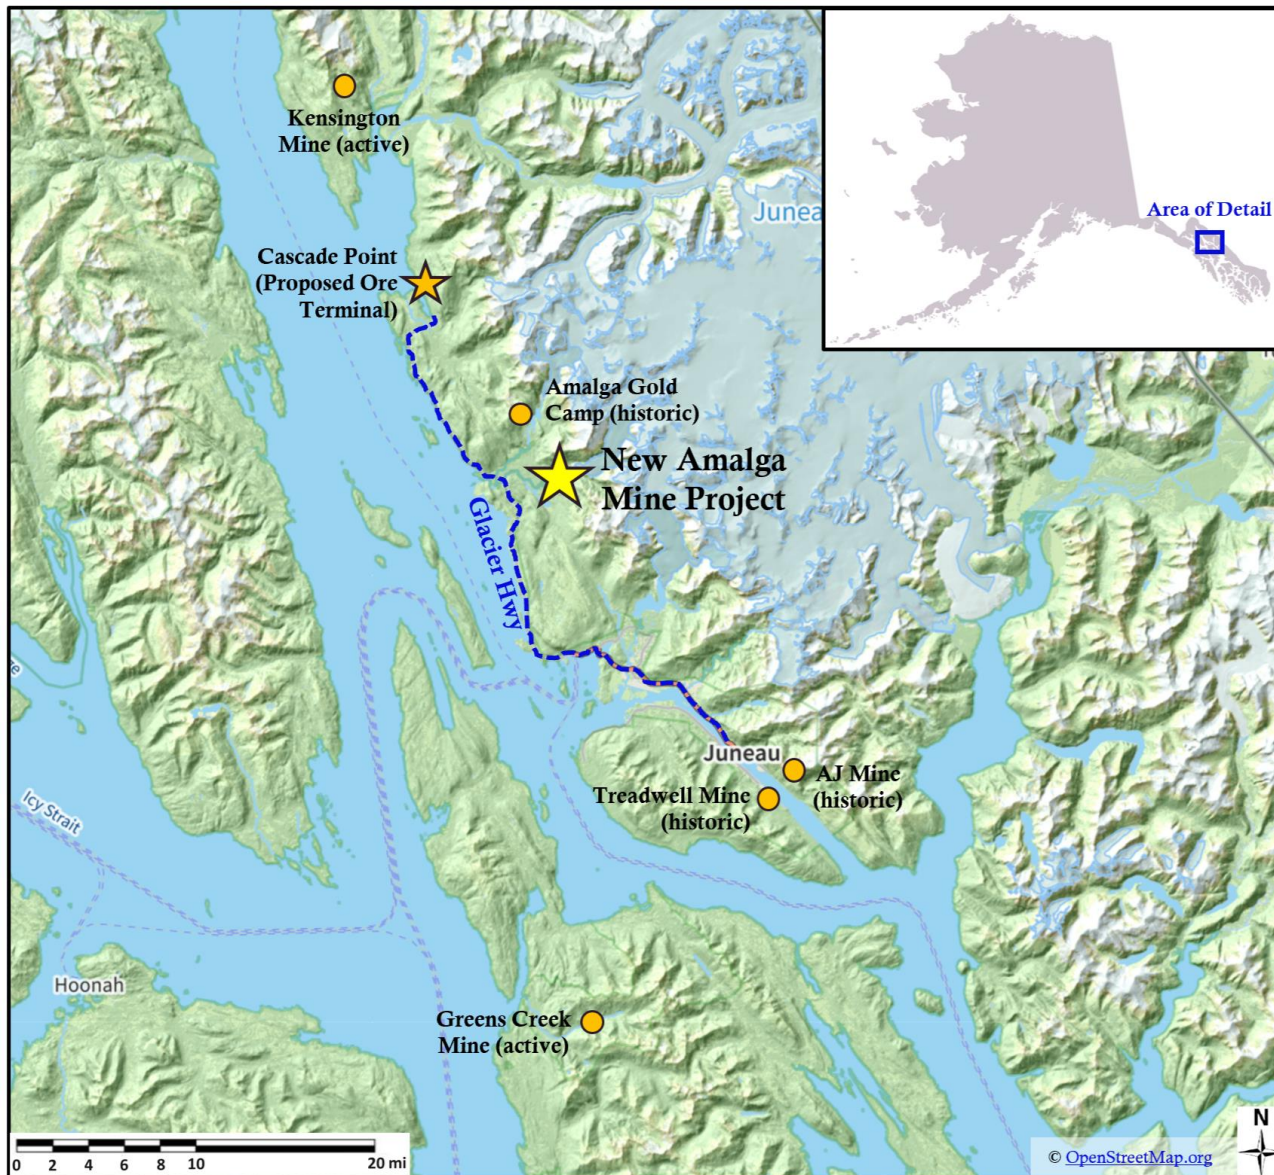 Kensington
Mine (active)
Junea
Area of Detail
Cascade Point
(Proposed Ore
Terminal)
Amalga Gold
Camp (historic)
New Amalga
Mine Project
Glacier Hwy
Juneau
AJ Mine
(historic)
Treadwell Mine
(historic)
Icy Strait
Hoonah
Greens Creek
Mine (active)
0 2 4 6 8 10 20 mi
N
© OpenStreetMap.org